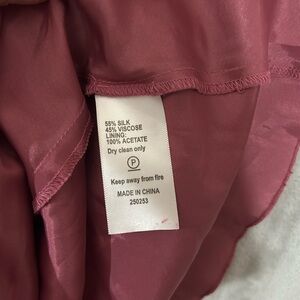 55% SILK
45% VISCOSE
LINING:
100% ACETATE
Dry clean only
P
Keep away from fire
MADE IN CHINA
250253